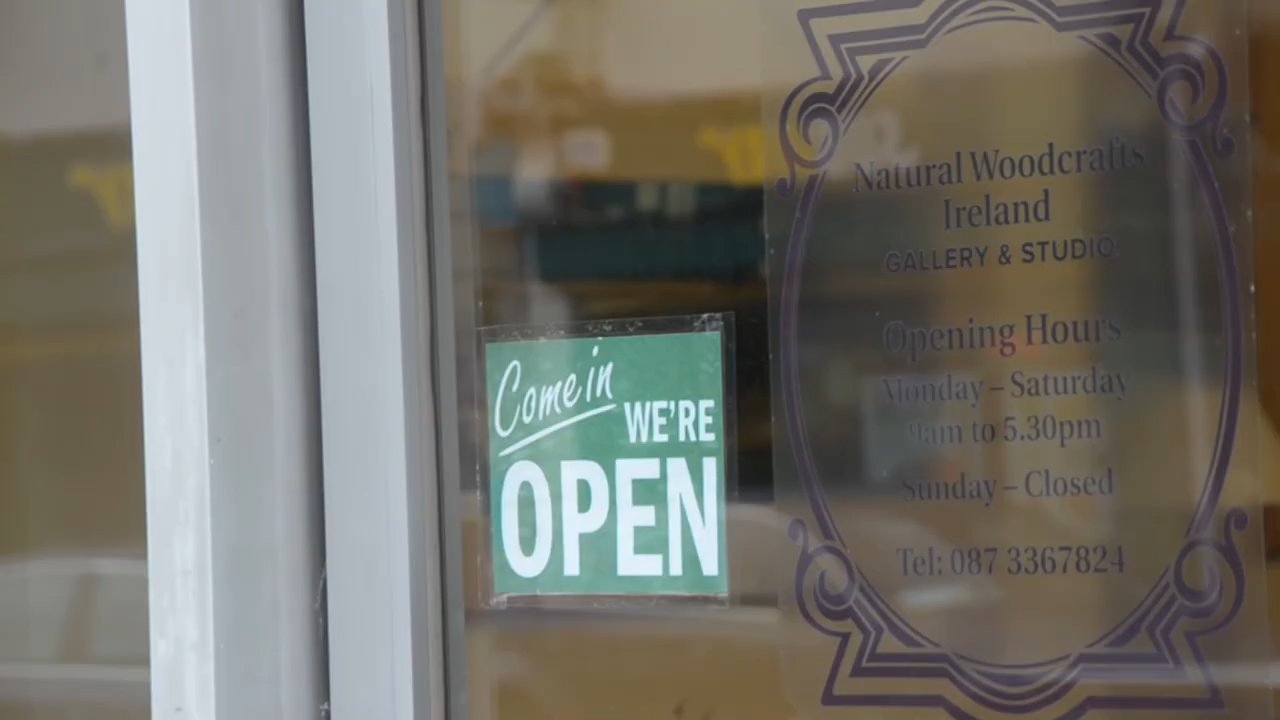 Come in
WE'RE
OPEN
Natural Woodcrafts
Ireland
GALLERY & STUDIO
Opening Hours
Monday – Saturday
9am to 5.30pm
Sunday – Closed
Tel: 087 3367824